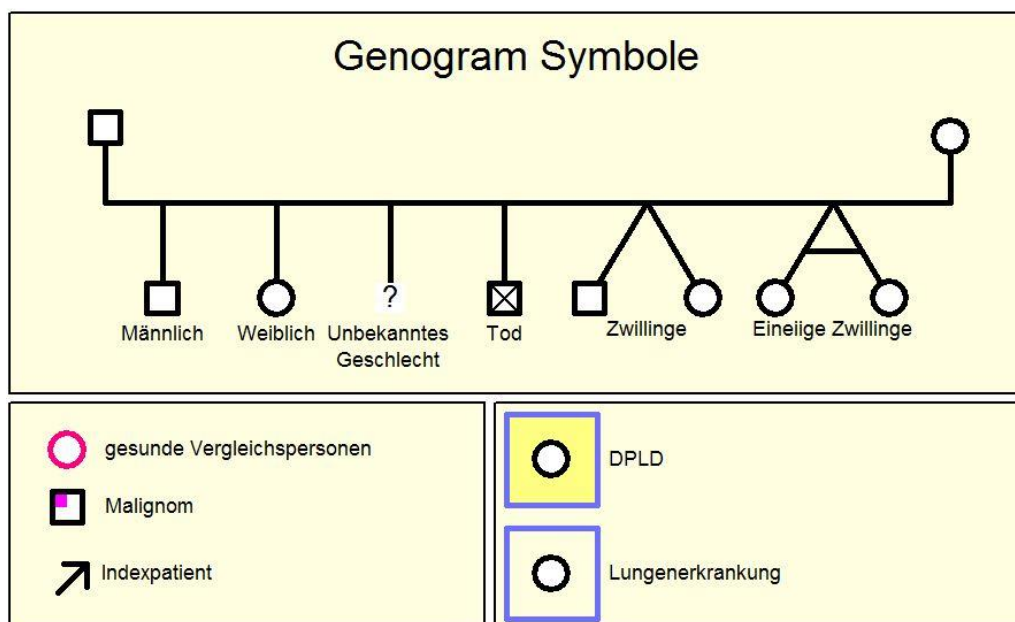 Genogram Symbole
?
Männlich
Weiblich
Unbekanntes
Geschlecht
Tod
Zwillinge
Eineiige Zwillinge
gesunde Vergleichspersonen
Malignom
Indexpatient
DPLD
Lungenerkrankung